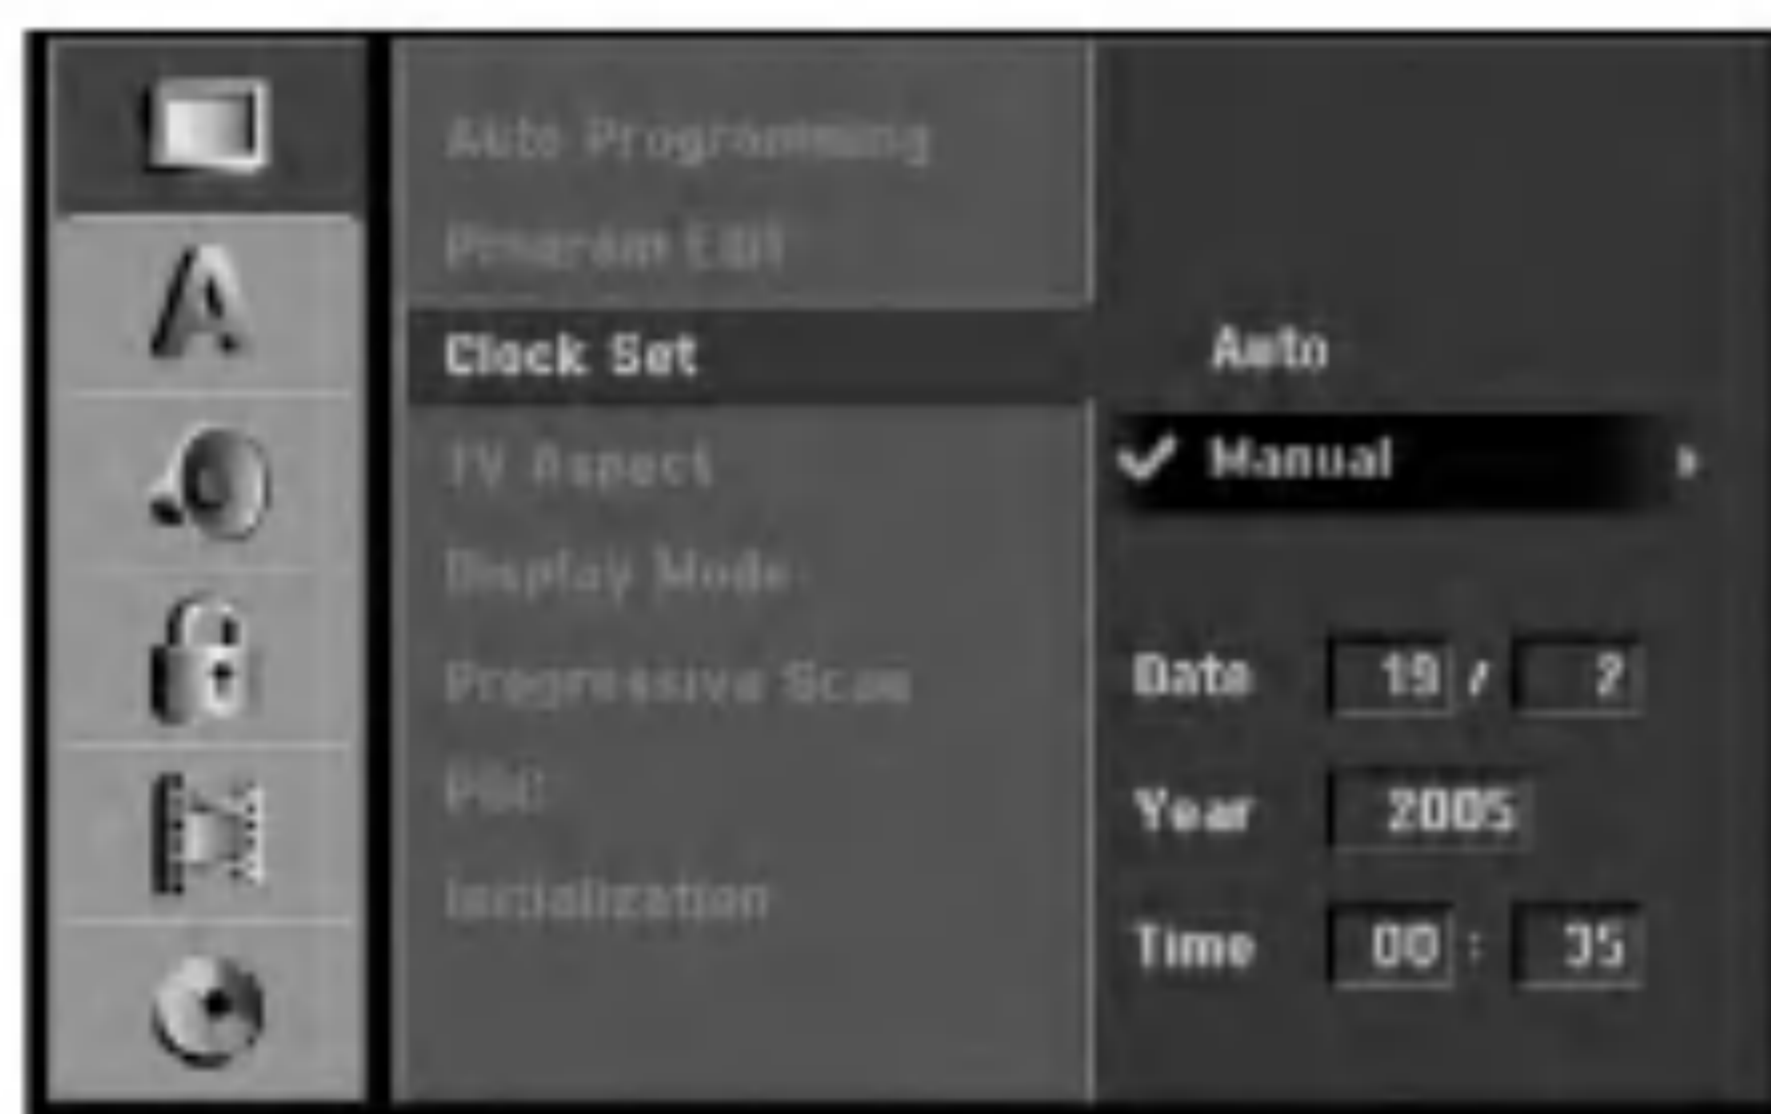 Auto Programming
Program Edit
Clock Set
TV Aspect
Display Mode
Progressive Scan
PBC
Initialization
Auto
Manual
Date 19 / 2
Year 2005
Time 00 : 35